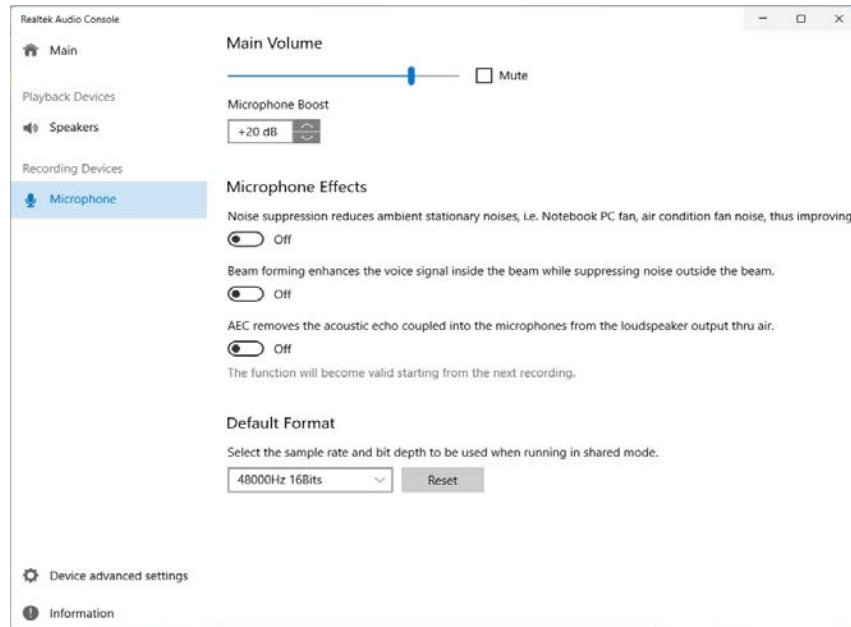 Realtek Audio Console
Main
Playback Devices
Speakers
Recording Devices
Microphone
Device advanced settings
Information
Main Volume
Mute
Microphone Boost
+20 dB
Microphone Effects
Noise suppression reduces ambient stationary noises, i.e. Notebook PC fan, air condition fan noise, thus improving
Off
Beam forming enhances the voice signal inside the beam while suppressing noise outside the beam.
Off
AEC removes the acoustic echo coupled into the microphones from the loudspeaker output thru air.
Off
The function will become valid starting from the next recording.
Default Format
Select the sample rate and bit depth to be used when running in shared mode.
48000Hz 16Bits
Reset